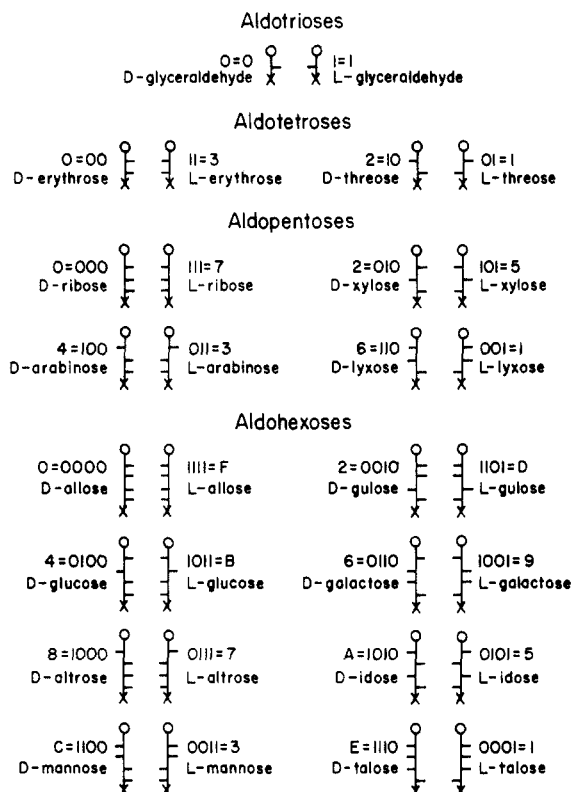 Aldotrioses
0=0 1=1
D-glyceraldehyde L-glyceraldehyde
Aldotetroses
0=00 11=3 2=10 01=1
D-erythrose L-erythrose D-threose L-threose
Aldopentoses
0=000 111=7 2=010 101=5
D-ribose L-ribose D-xylose L-xylose
4=100 011=3 6=110 001=1
D-arabinose L-arabinose D-lyxose L-lyxose
Aldohexoses
0=0000 1111=F 2=0010 1101=D
D-allose L-allose D-gulose L-gulose
4=0100 1011=B 6=0110 1001=9
D-glucose L-glucose D-galactose L-galactose
8=1000 0111=7 A=1010 0101=5
D-altrose L-altrose D-idose L-idose
C=1100 0011=3 E=1110 0001=1
D-mannose L-mannose D-talose L-talose